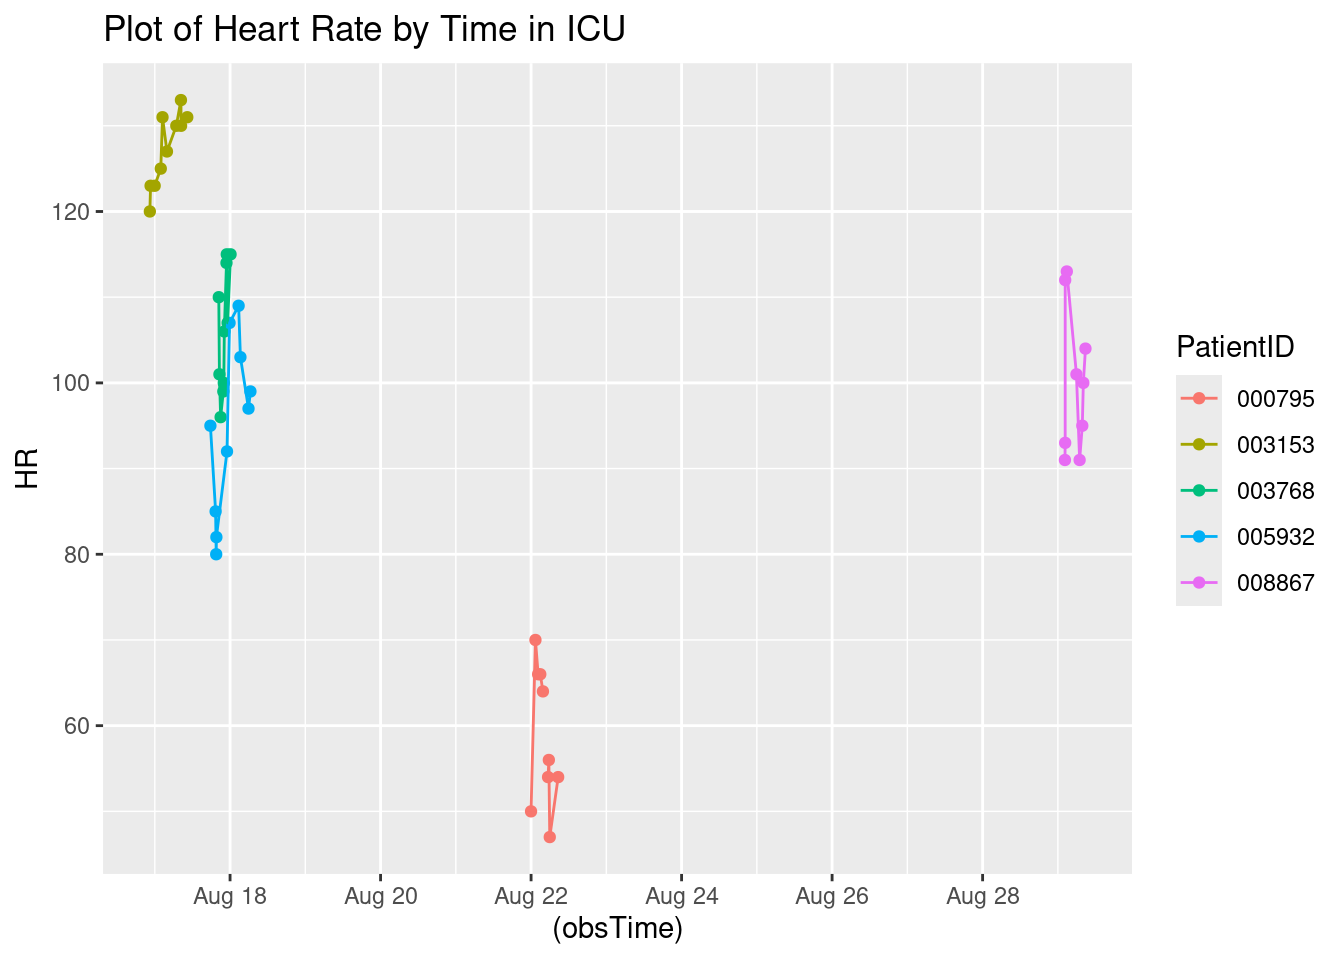 Plot of Heart Rate by Time in ICU
120
100
80
60
HR
Aug 18
Aug 20
Aug 22
Aug 24
Aug 26
Aug 28
(obsTime)
PatientID
000795
003153
003768
005932
008867